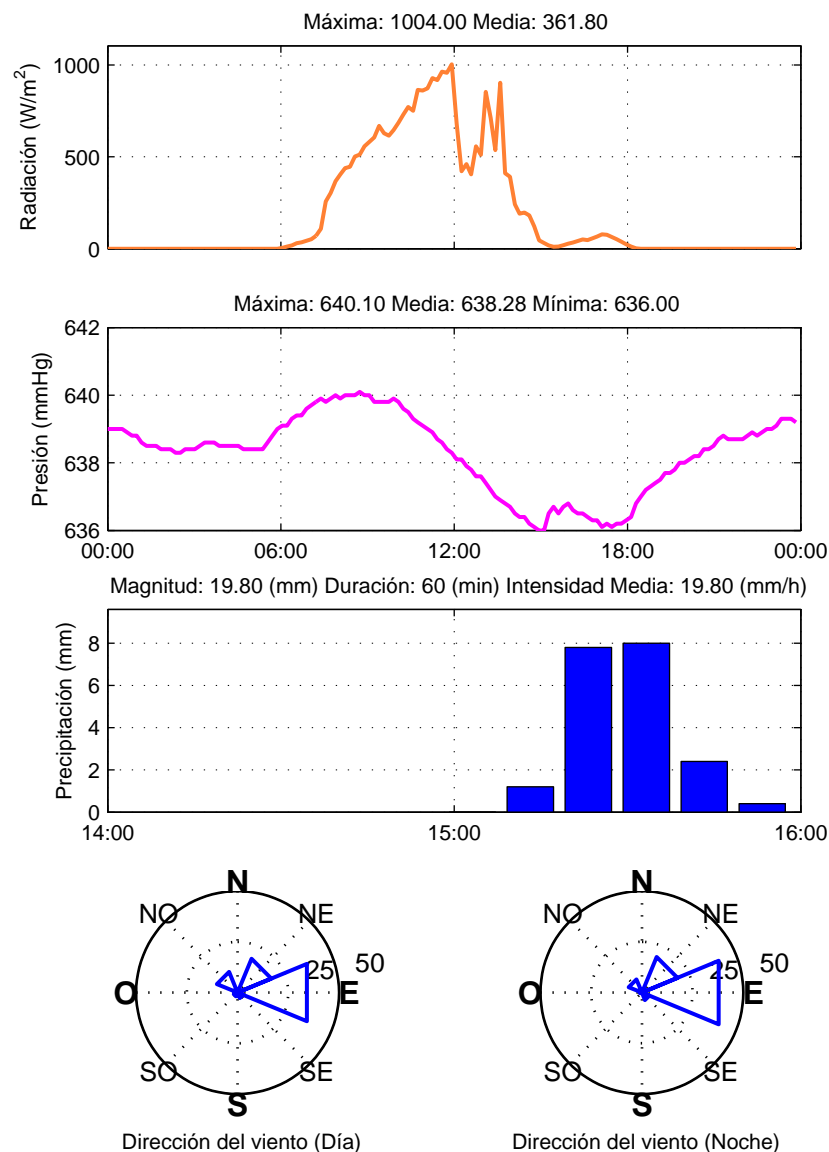 Máxima: 1004.00 Media: 361.80
1000
500
0
Radiación (W/m²)
Máxima: 640.10 Media: 638.28 Mínima: 636.00
642
640
638
636
Presión (mmHg)
00:00 06:00 12:00 18:00 00:00
Magnitud: 19.80 (mm) Duración: 60 (min) Intensidad Media: 19.80 (mm/h)
8
6
4
2
0
Precipitación (mm)
14:00 15:00 16:00
N
NO NE
25 50
O E
SO SE
S
Dirección del viento (Día)
N
NO NE
25 50
O E
SO SE
S
Dirección del viento (Noche)